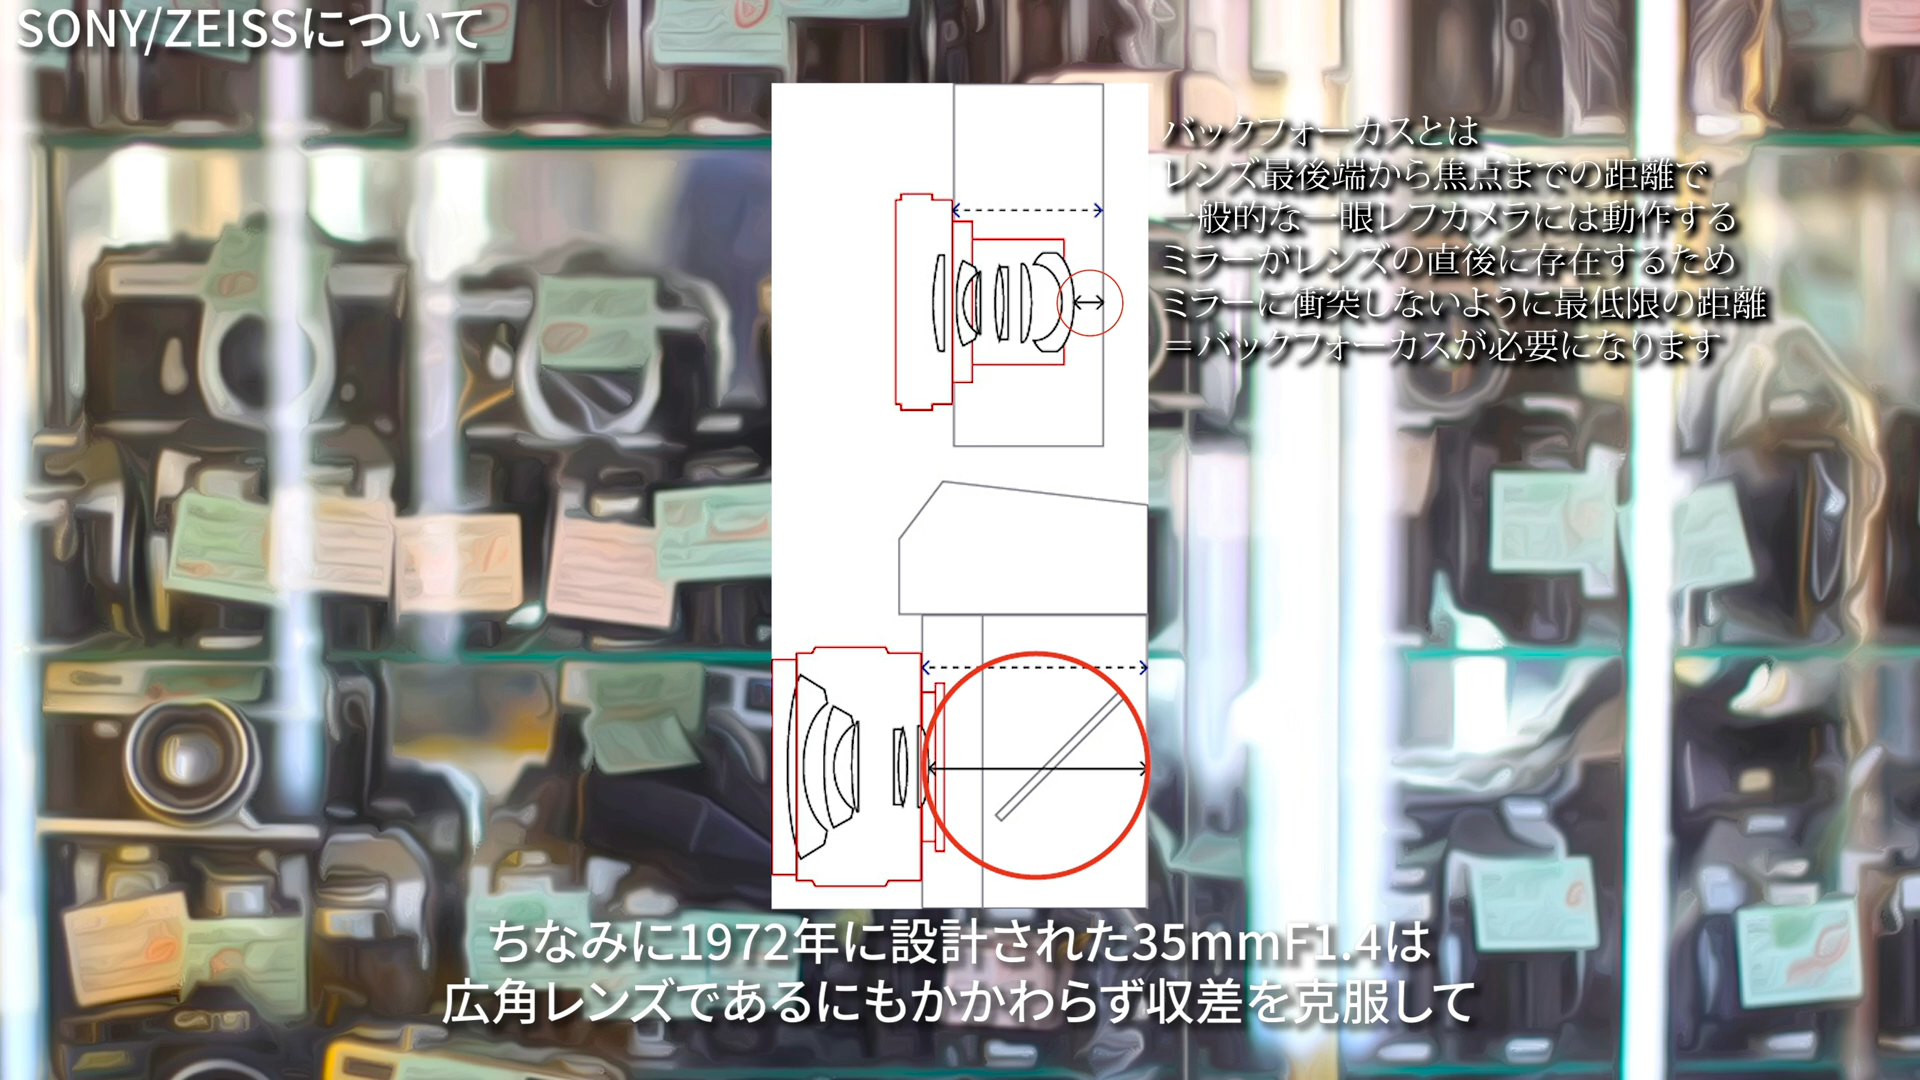 SONY/ZEISSについて
バックフォーカスとは
レンズ最後端から焦点までの距離で
一般的な一眼レフカメラには動作する
ミラーがレンズの直後に存在するため
ミラーに衝突しないように最低限の距離
＝バックフォーカスが必要になります
ちなみに1972年に設計された35mmF1.4は
広角レンズであるにもかかわらず収差を克服して